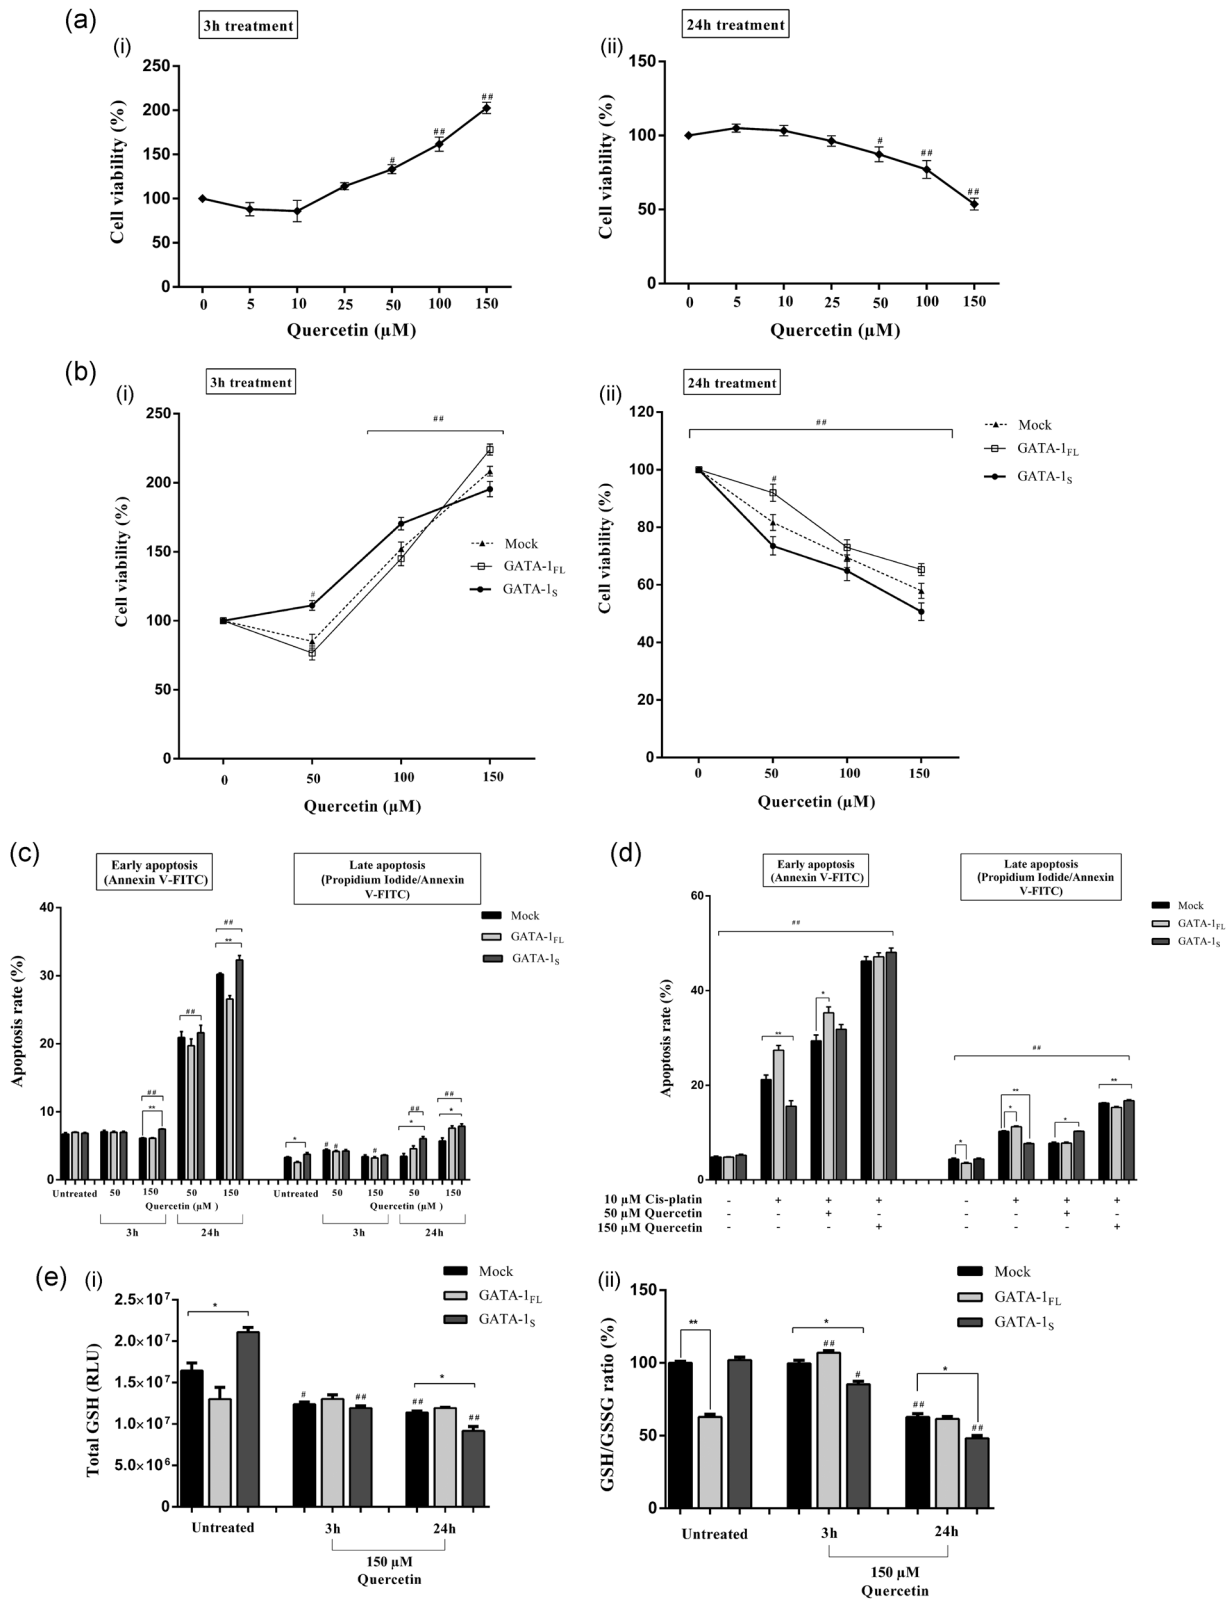 (a)
3h treatment
24h treatment
(i)
(ii)
250
200
150
100
50
0
Cell viability (%)
#
##
##
0 5 10 25 50 100 150
Quercetin (µM)
150
100
50
0
Cell viability (%)
#
##
##
0 5 10 25 50 100 150
Quercetin (µM)
(b)
(i)
3h treatment
(ii)
24h treatment
250
200
150
100
50
0
Cell viability (%)
##
#
Mock
GATA-1FL
GATA-1S
0 50 100 150
Quercetin (µM)
120
100
80
60
40
20
0
Cell viability (%)
##
#
Mock
GATA-1FL
GATA-1S
0 50 100 150
Quercetin (µM)
(c)
Early apoptosis
(Annexin V-FITC)
Late apoptosis
(Propidium Iodide/Annexin
V-FITC)
40
30
20
10
0
Apoptosis rate (%)
Mock
GATA-1FL
GATA-1S
##
**
##
##
**
*
# #
#
##
*
##
*
Untreated 50 150 50 150 Untreated 50 150 50 150
Quercetin (µM ) Quercetin (µM)
3h 24h 3h 24h
(d)
Early apoptosis
(Annexin V-FITC)
Late apoptosis
(Propidium Iodide/Annexin
V-FITC)
60
40
20
0
Apoptosis rate (%)
Mock
GATA-1FL
GATA-1S
##
**
*
##
*
**
*
*
**
10 µM Cis-platin - + + + - + + +
50 µM Quercetin - - + - - - + -
150 µM Quercetin - - - + - - - +
(e)
(i)
Mock
GATA-1FL
GATA-1S
2.5×10⁷
2.0×10⁷
1.5×10⁷
1.0×10⁷
5.0×10⁶
0
Total GSH (RLU)
*
# ##
*
## ##
Untreated 3h 24h
150 µM
Quercetin
(ii)
Mock
GATA-1FL
GATA-1S
150
100
50
0
GSH/GSSG ratio (%)
**
*
##
#
*
##
##
Untreated 3h 24h
150 µM
Quercetin